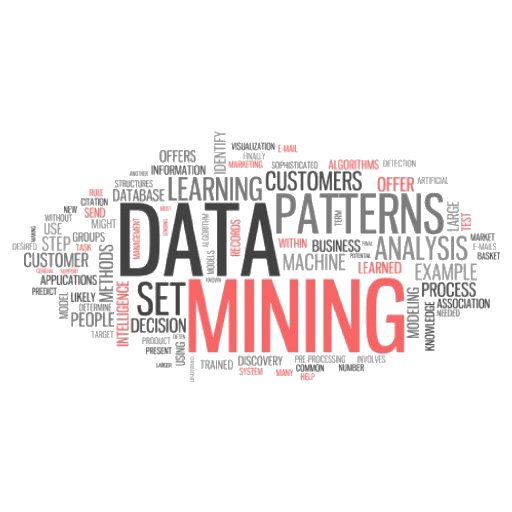 IDENTIFY
VISUALIZATION
E-MAIL
OFFERS
FINALLY
INFORMATION
MARKETING
SOPHISTICATED
ALGORITHMS
DETECTION
ANOTHER
STRUCTURES
LEARNING
CUSTOMERS
OFFER
ARTIFICIAL
RULE
CITATION
DATABASE
NEW
SEND
MIGHT
MANAGEMENT
MOST
DATA
PATTERNS
TERM
LARGE
TEST
WITHOUT
USE
GROUPS
ALGORITHM
RECORDS
WITHIN
BUSINESS
FINAL
ANALYSIS
MARKET
E-MAILS
BASKET
DESIRED
STEP
TASK
METHODS
MODELS
MACHINE
POTENTIAL
LEARNED
EXAMPLE
CUSTOMER
GENERAL
SUPPORT
APPLICATIONS
KNOWN
PREDICT
MODEL
LIKELY
INTELLIGENCE
SET
MINING
MODELING
PROCESS
ASSOCIATION
KNOWLEDGE
NEEDED
DETERMINE
PEOPLE
DECISION
TARGET
PRODUCT
OFTEN
USING
PRESENT
LARGER
TRAINED
DISCOVERY
PRE-PROCESSING
INVOLVES
SYSTEM
MANY
COMMON
NUMBER
HELP